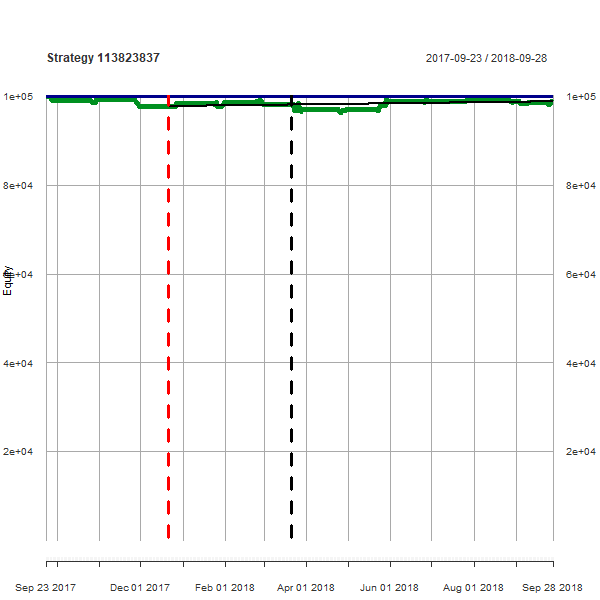 Strategy 113823837
2017-09-23 / 2018-09-28
1e+05
1e+05
8e+04
8e+04
Equity
6e+04
6e+04
4e+04
4e+04
2e+04
2e+04
Sep 23 2017
Dec 01 2017
Feb 01 2018
Apr 01 2018
Jun 01 2018
Aug 01 2018
Sep 28 2018